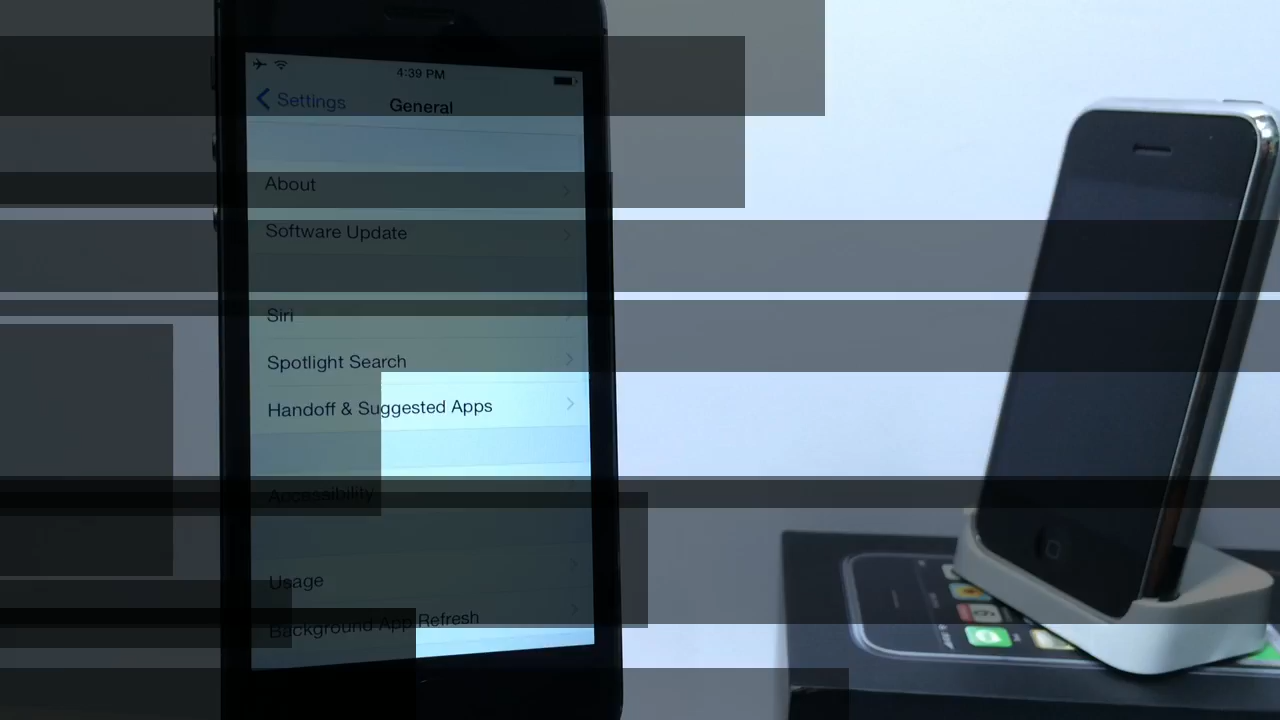 4:39 PM
Settings
General
About
Software Update
Siri
Spotlight Search
Handoff & Suggested Apps
Accessibility
Usage
Background App Refresh